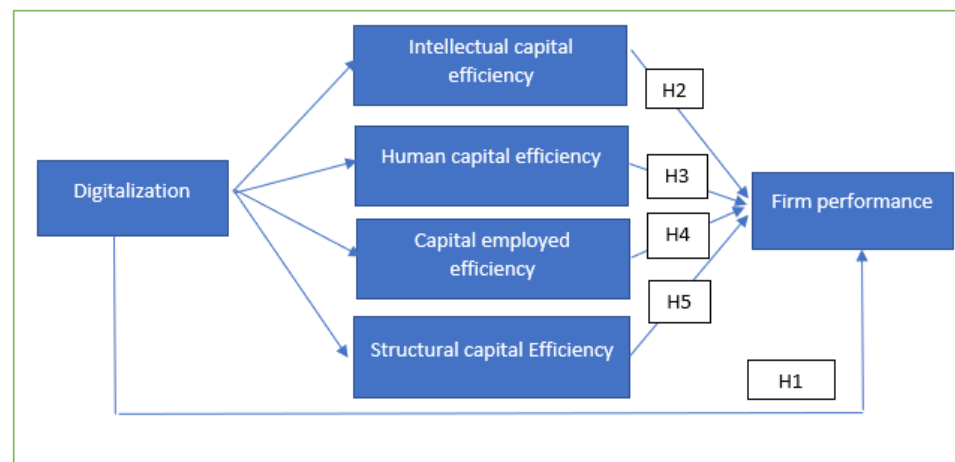 Intellectual capital
efficiency
H2
Human capital efficiency
H3
Digitalization
Firm performance
Capital employed
efficiency
H4
H5
Structural capital Efficiency
H1